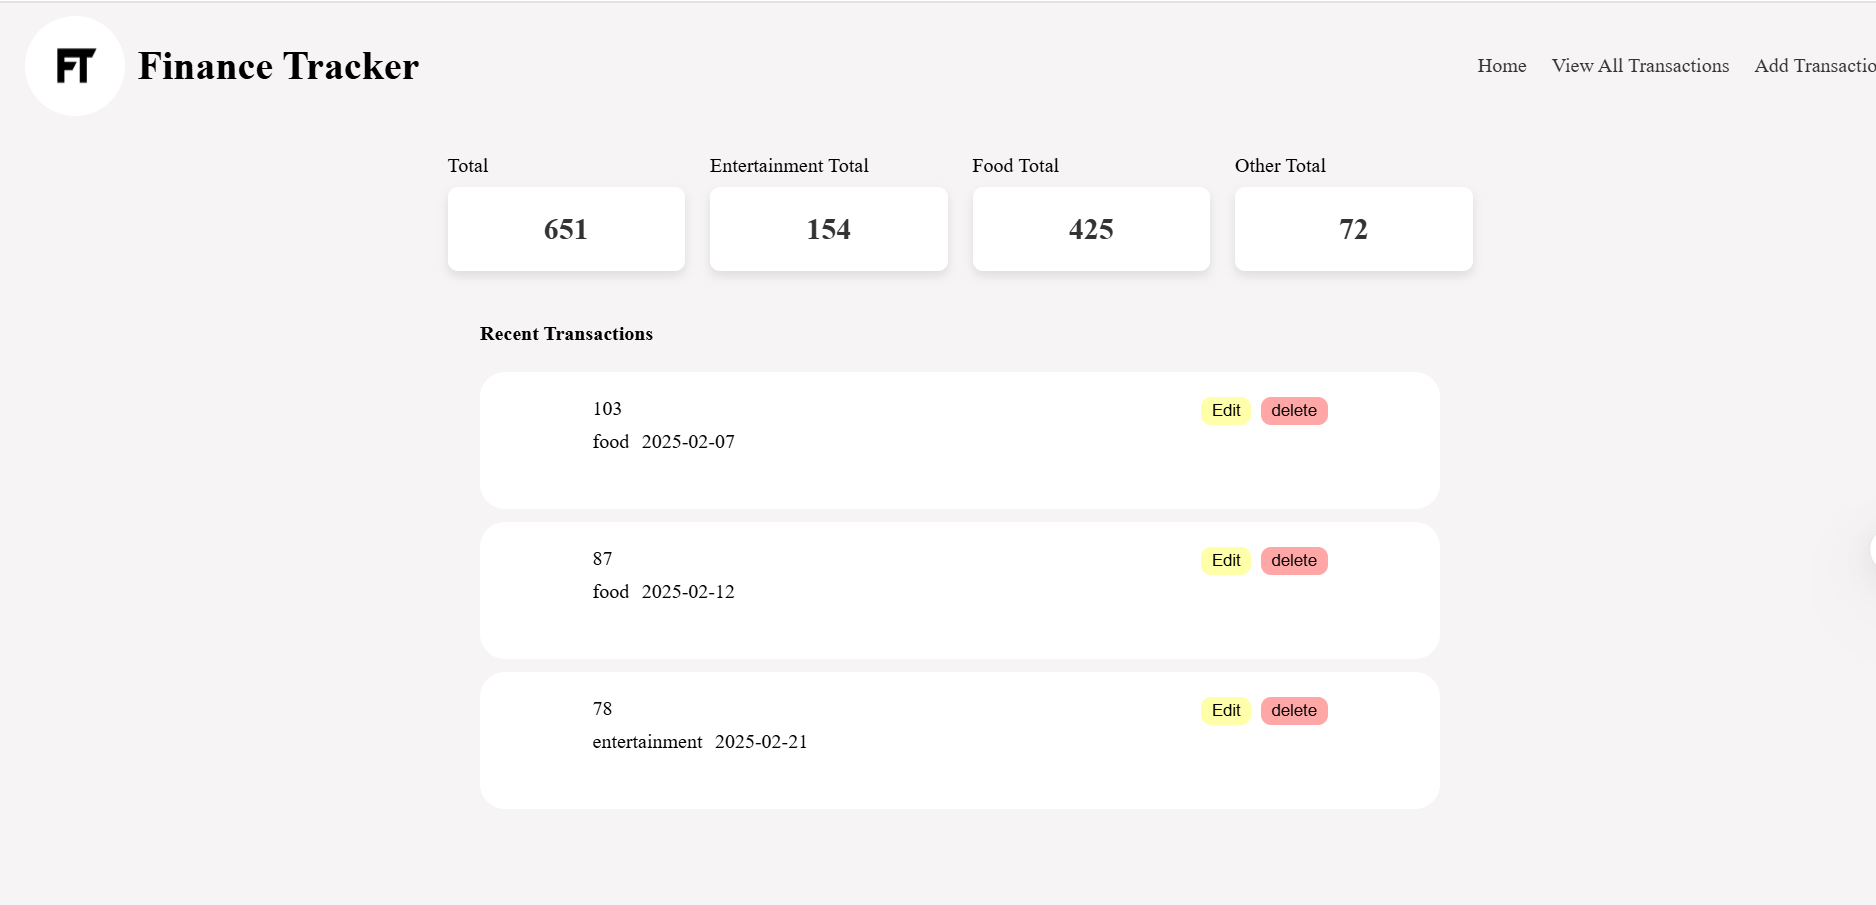 FT Finance Tracker
Home View All Transactions Add Transactio
Total Entertainment Total Food Total Other Total
651 154 425 72
Recent Transactions
103 Edit delete
food 2025-02-07
87 Edit delete
food 2025-02-12
78 Edit delete
entertainment 2025-02-21